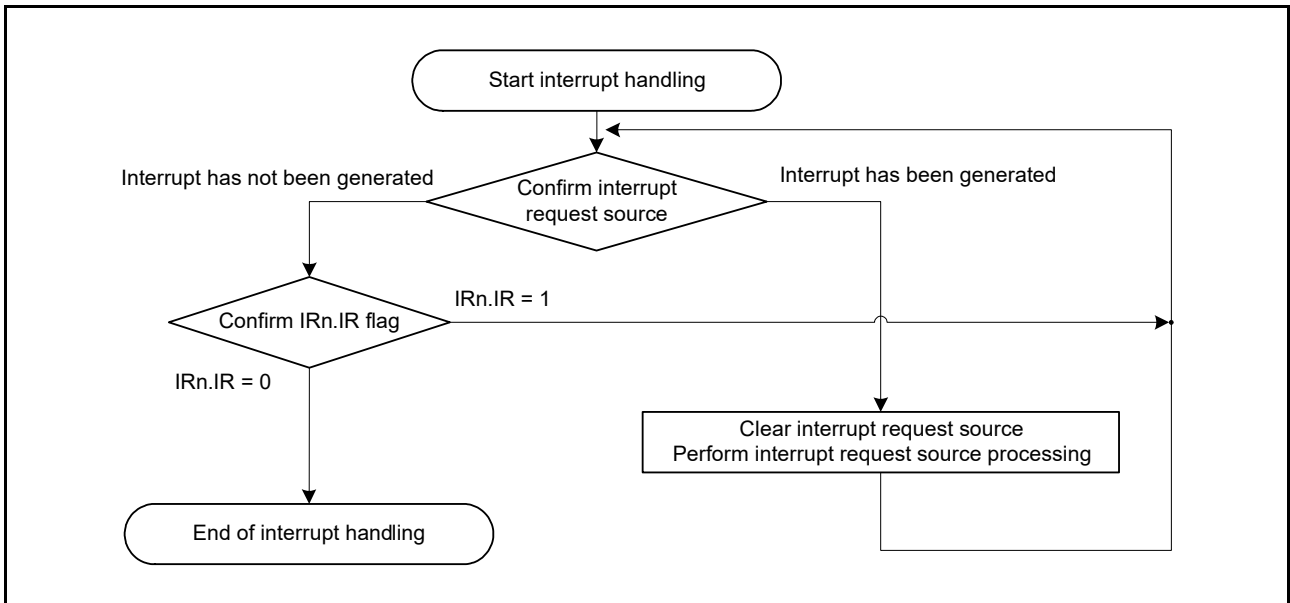 Start interrupt handling
Interrupt has not been generated
Interrupt has been generated
Confirm interrupt
request source
IRn.IR = 1
Confirm IRn.IR flag
IRn.IR = 0
Clear interrupt request source
Perform interrupt request source processing
End of interrupt handling